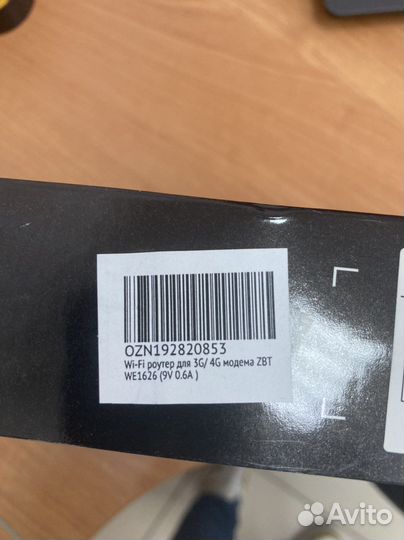 OZN192820853
Wi-Fi роутер для 3G/ 4G модема ZBT
WE1626 (9V 0.6A )
Avito